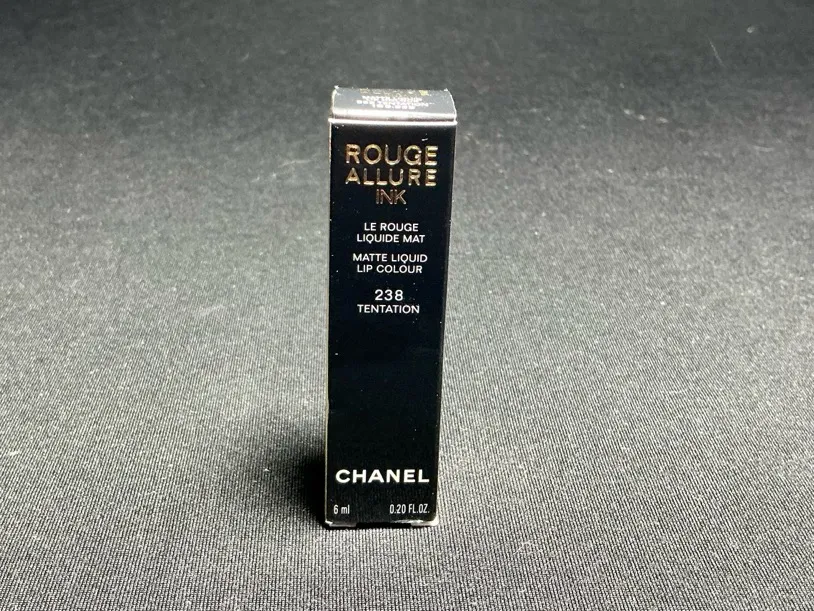 ROUGE
ALLURE
INK
LE ROUGE
LIQUIDE MAT
MATTE LIQUID
LIP COLOUR
238
TENTATION
CHANEL
6 ml 0.20 FL.OZ.